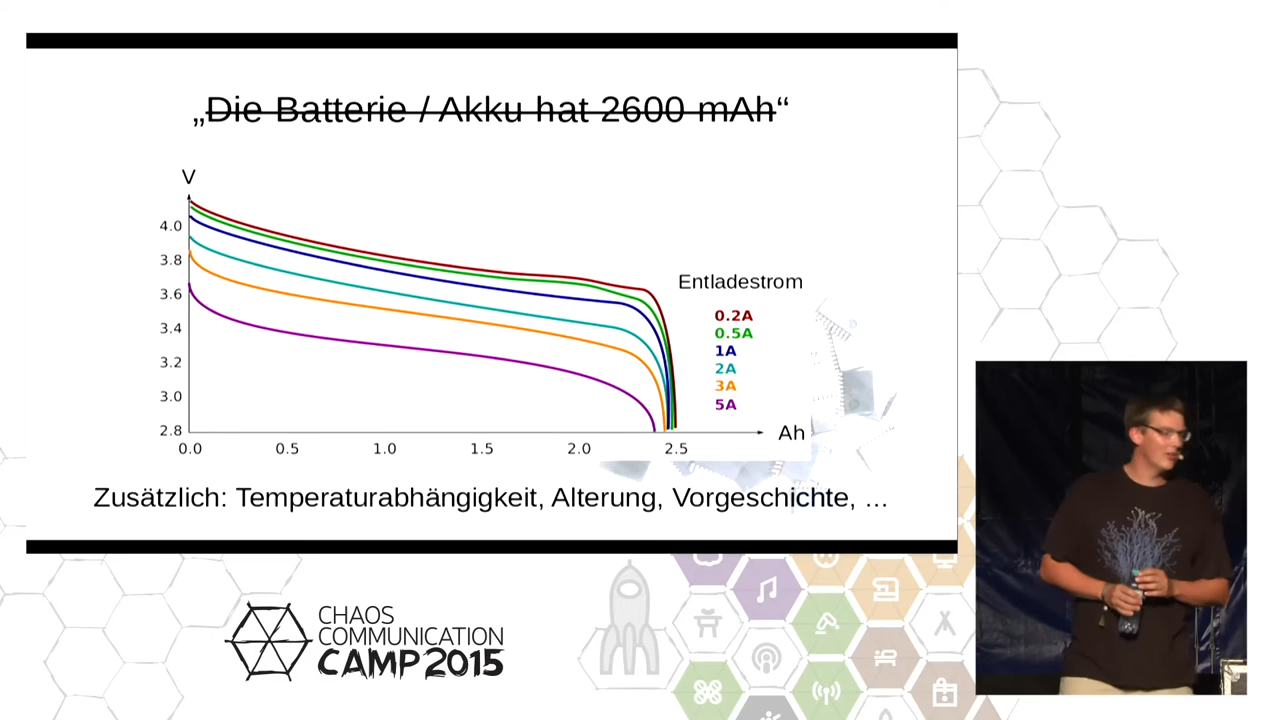 „Die Batterie / Akku hat 2600 mAh“
V
4.0
3.8
3.6
3.4
3.2
3.0
2.8
0.0 0.5 1.0 1.5 2.0 2.5
Ah
Entladestrom
0.2A
0.5A
1A
2A
3A
5A
Zusätzlich: Temperaturabhängigkeit, Alterung, Vorgeschichte, ...
CHAOS
COMMUNICATION
CAMP 2015